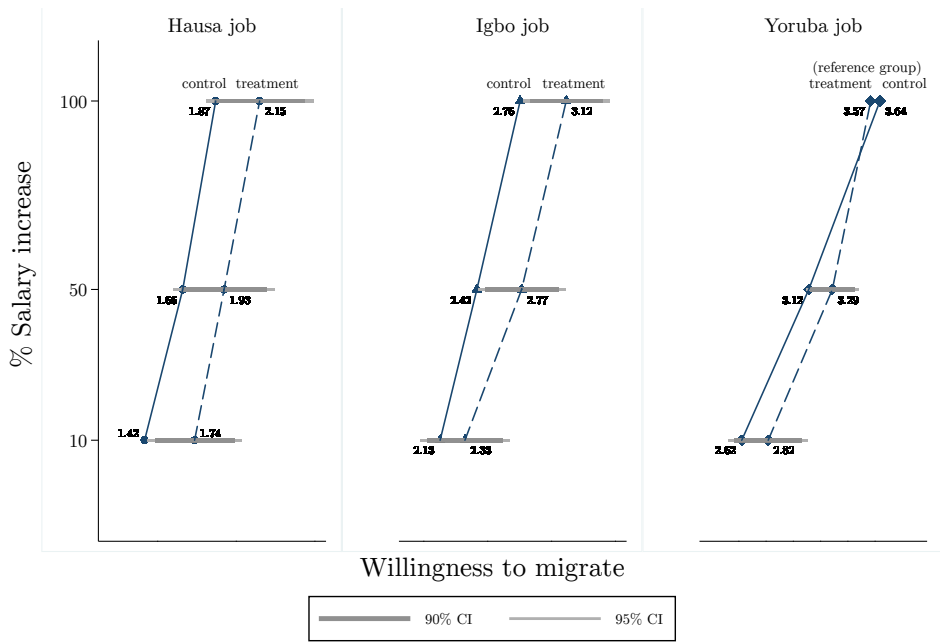 Hausa job
Igbo job
Yoruba job
% Salary increase
100
50
10
control treatment
1.87
2.15
1.66
1.93
1.42
1.74
control treatment
2.76
3.12
2.42
2.77
2.13
2.33
(reference group)
treatment control
3.57
3.64
3.12
3.29
2.62
2.82
Willingness to migrate
90% CI
95% CI